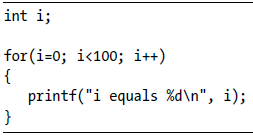 int i;
for(i=0; i<100; i++)
{
printf("i equals %d\n", i);
}